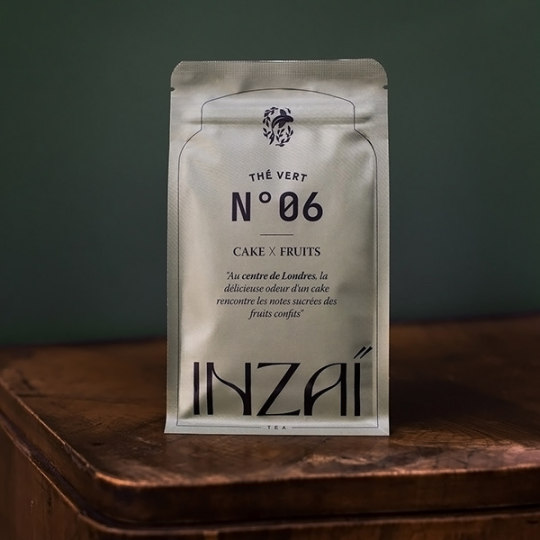 THÉ VERT
N°06
CAKE X FRUITS
"Au centre de Londres, la
délicieuse odeur d'un cake
rencontre les notes sucrées des
fruits confits"
INZAÏ
TEA